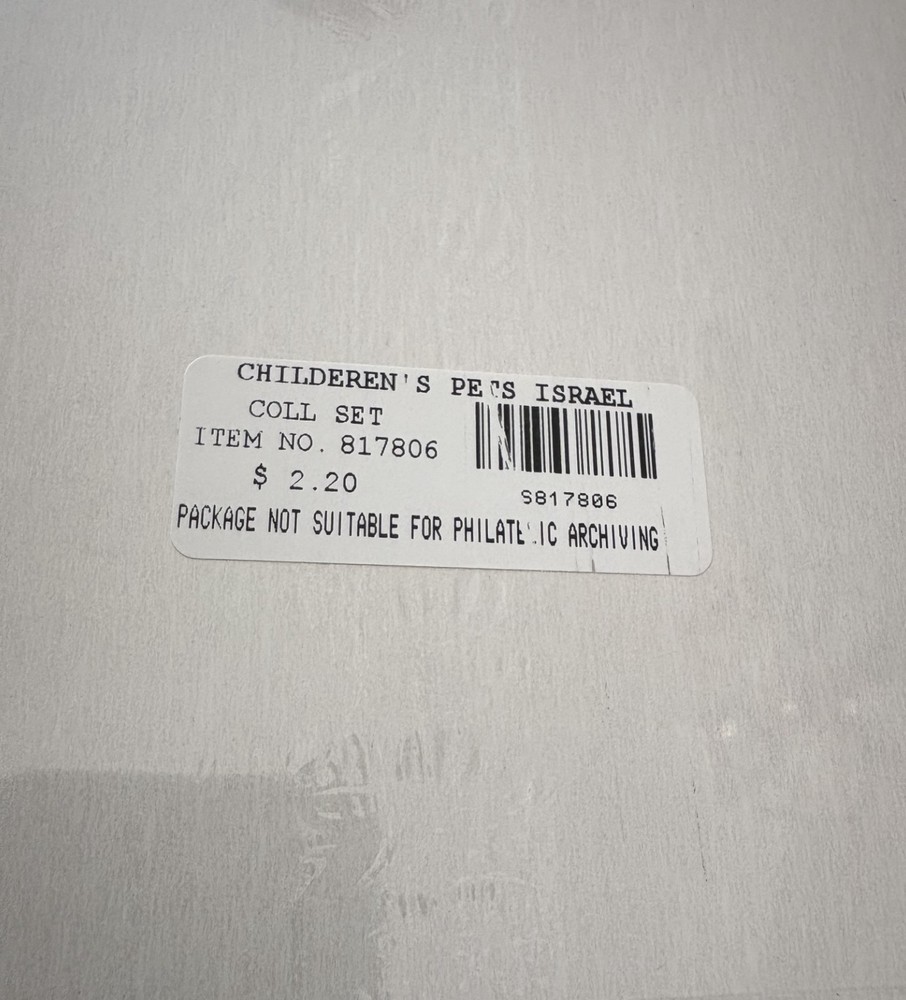 CHILDEREN'S PETS ISRAEL
COLL SET
ITEM NO. 817806
$ 2.20
S817806
PACKAGE NOT SUITABLE FOR PHILATELIC ARCHIVING